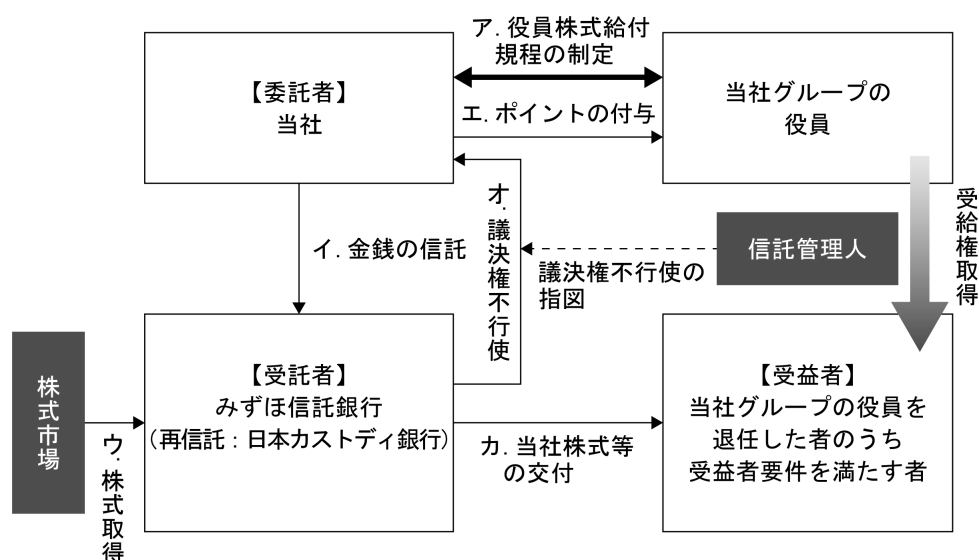 ア. 役員株式給付
規程の制定
【委託者】
当社
エ. ポイントの付与
当社グループの
役員
受給権取得
イ. 金銭の信託
オ. 議決権不行使
議決権不行使の
指図
信託管理人
株式市場
ウ. 株式取得
【受託者】
みずほ信託銀行
(再信託：日本カストディ銀行)
カ. 当社株式等
の交付
【受益者】
当社グループの役員を
退任した者のうち
受益者要件を満たす者